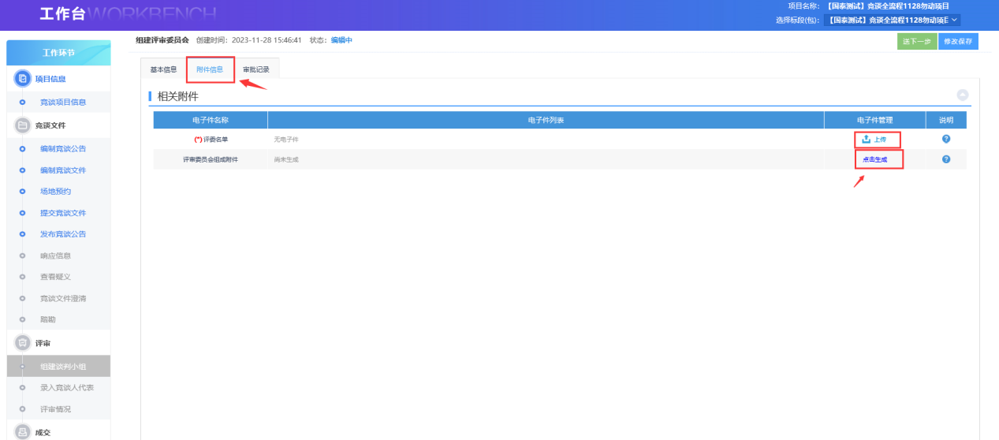 工作台WORKBENCH
项目名称: 【国泰测试】竞谈全流程1128勿动项目
选择标段(包): 【国泰测试】竞谈全流程1128勿动项E
工作环节
项目信息
竞谈项目信息
竞谈文件
编制竞谈公告
编制竞谈文件
场地预约
提交竞谈文件
发布竞谈公告
响应信息
查看疑义
竞谈文件澄清
踏勘
评审
组建谈判小组
录入竞谈人代表
评审情况
成交
组建评审委员会 创建时间: 2023-11-28 15:46:41 状态: 编辑中
送下一步 修改保存
基本信息 附件信息 审批记录
相关附件
电子件名称 电子件列表 电子件管理 说明
(*)评委名单 无电子件 上传
评审委员会组成附件 尚未生成 点击生成